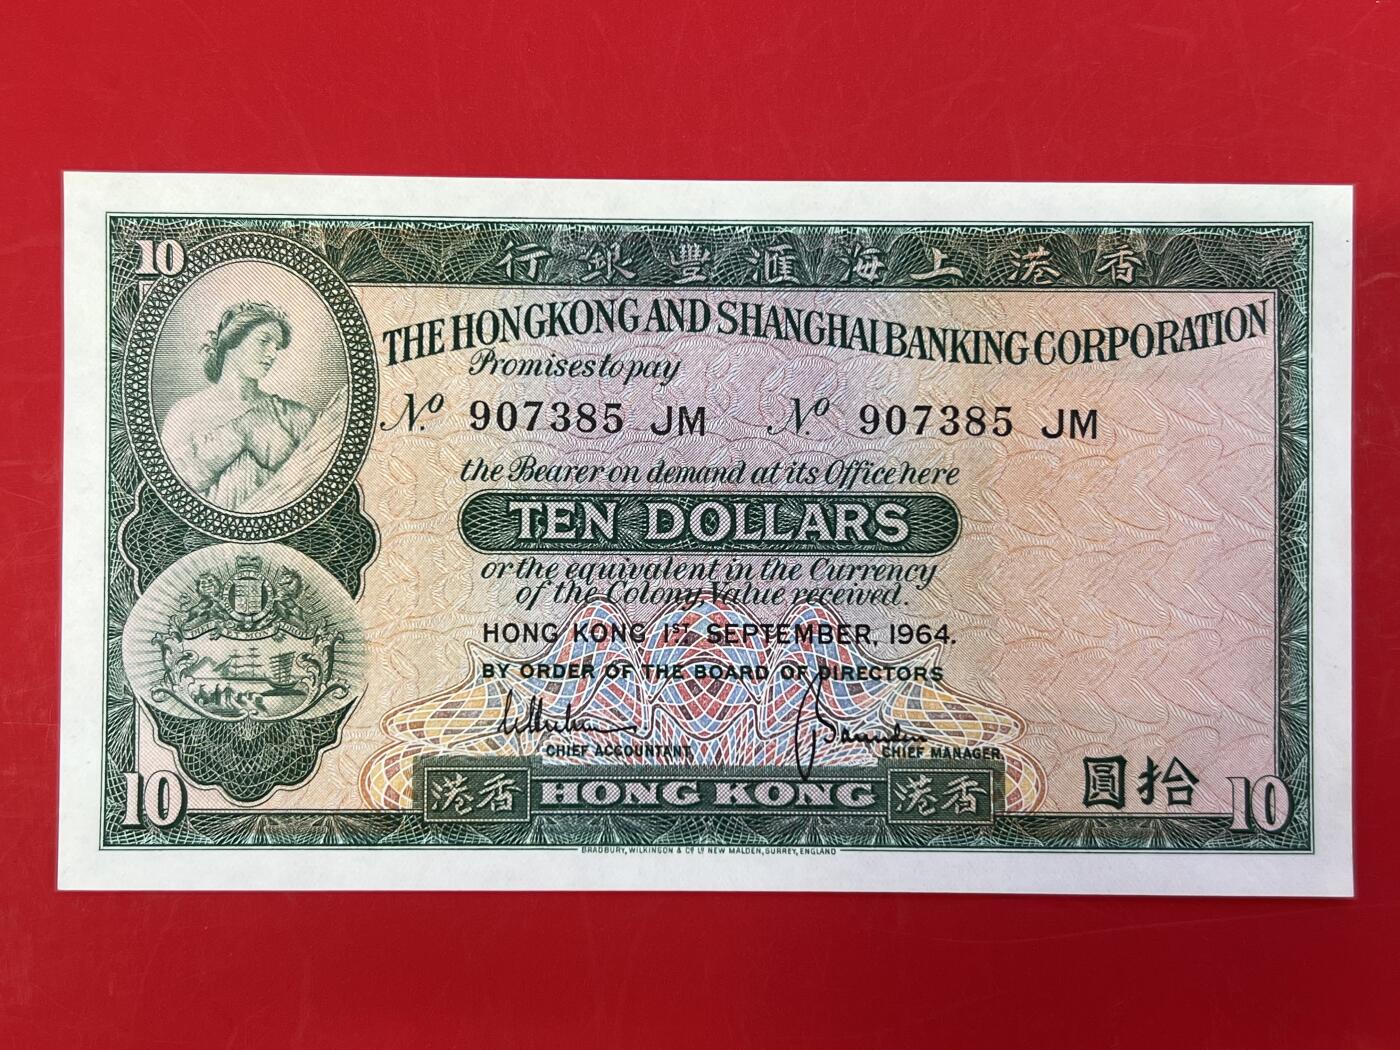 10
行銀豐滙海上港香
THE HONGKONG AND SHANGHAI BANKING CORPORATION
Promises to pay
No. 907385 JM No. 907385 JM
the Bearer on demand at its Office here
TEN DOLLARS
or the equivalent in the Currency
of the Colony, Value received.
HONG KONG 1ST SEPTEMBER, 1964.
BY ORDER OF THE BOARD OF DIRECTORS
CHIEF ACCOUNTANT CHIEF MANAGER
10 港香 HONG KONG 港香 圓拾 10
BRADBURY, WILKINSON & Co. Ld. NEW MALDEN, SURREY, ENGLAND